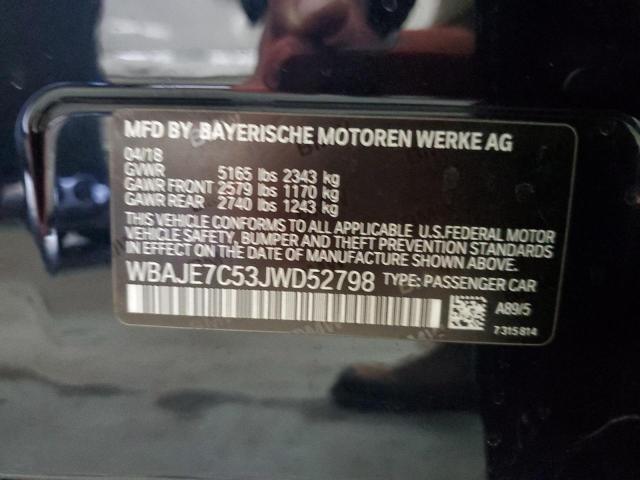 MFD BY BAYERISCHE MOTOREN WERKE AG
04/18
GVWR 5165 lbs 2343 kg
GAWR FRONT 2579 lbs 1170 kg
GAWR REAR 2740 lbs 1243 kg
THIS VEHICLE CONFORMS TO ALL APPLICABLE U.S.FEDERAL MOTOR
VEHICLE SAFETY, BUMPER AND THEFT PREVENTION STANDARDS
IN EFFECT ON THE DATE OF MANUFACTURE SHOWN ABOVE.
WBAJE7C53JWD52798 TYPE: PASSENGER CAR
A89/5
7315814